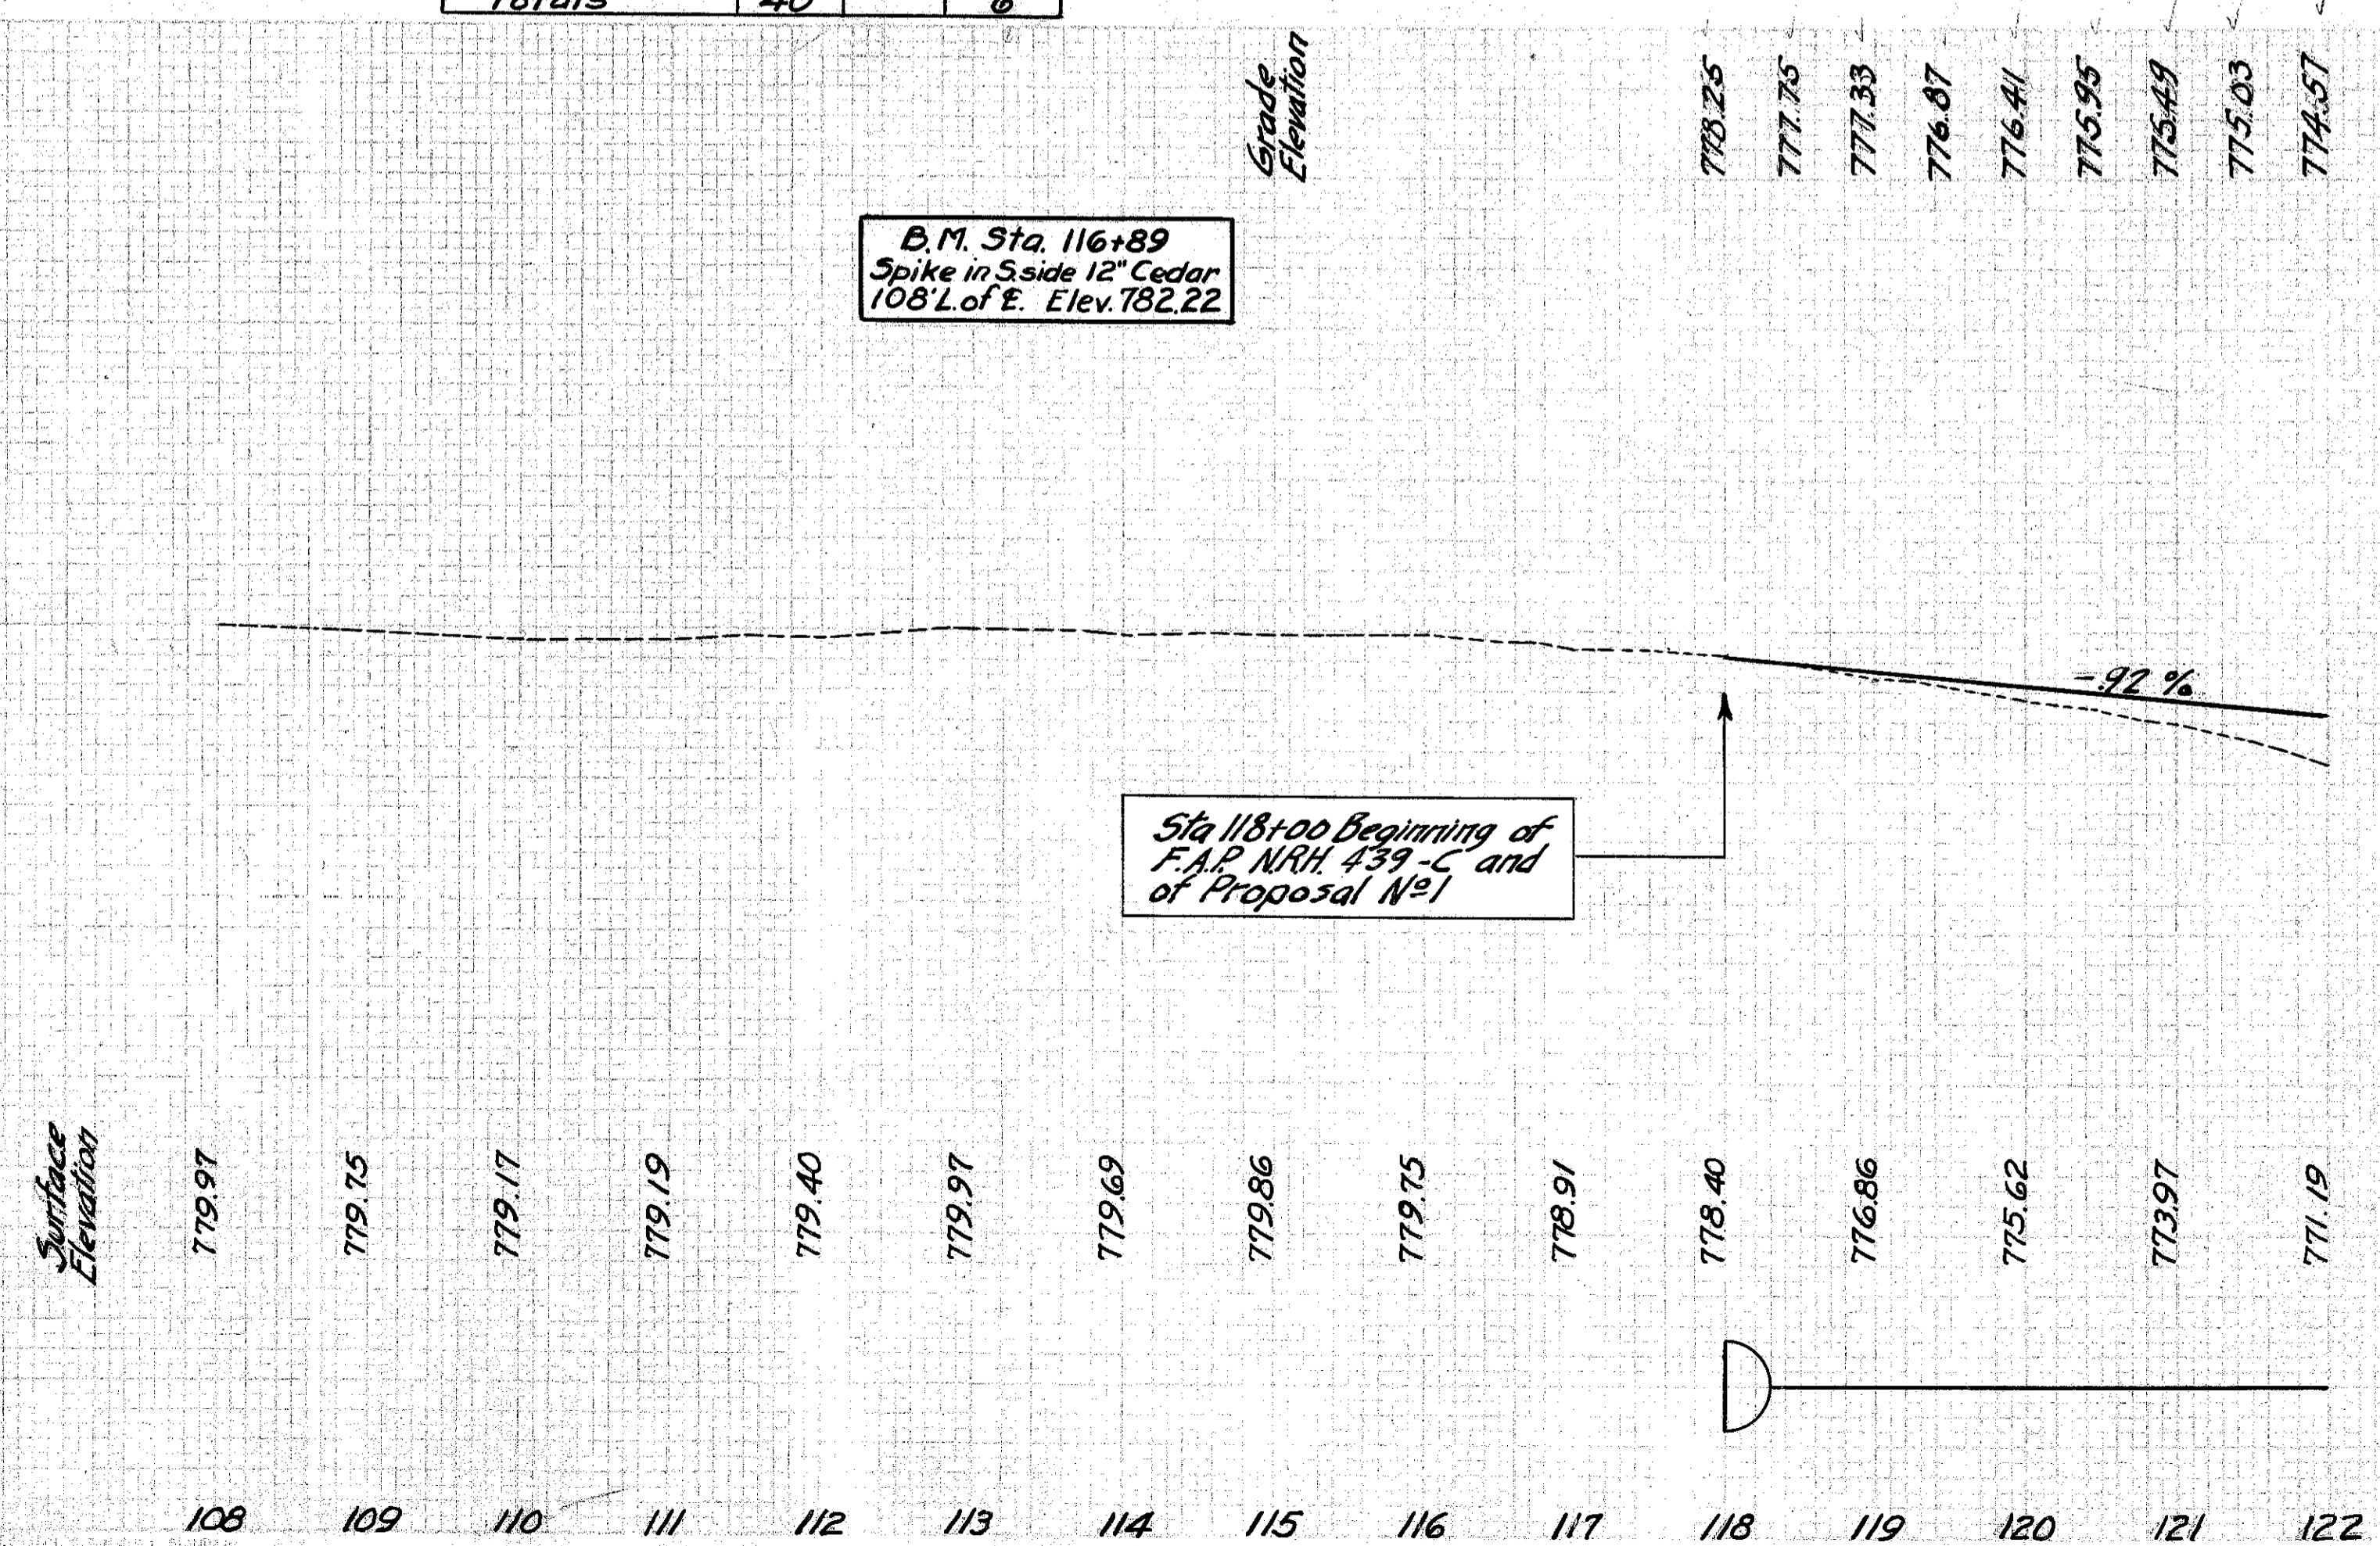 Totals 40 6
Grade
Elevation
778.25 777.75 777.33 776.87 776.41 775.95 775.49 775.03 774.57
B.M. Sta. 116+89
Spike in S.side 12" Cedar
108' L. of ℄. Elev. 782.22
-.92 %
Sta 118+00 Beginning of
F.A.P. N.R.H. 439-C and
of Proposal Nº 1
Surface
Elevation
779.97 779.75 779.17 779.19 779.40 779.97 779.69 779.86 779.75 778.91 778.40 776.86 775.62 773.97 771.19
108 109 110 111 112 113 114 115 116 117 118 119 120 121 122